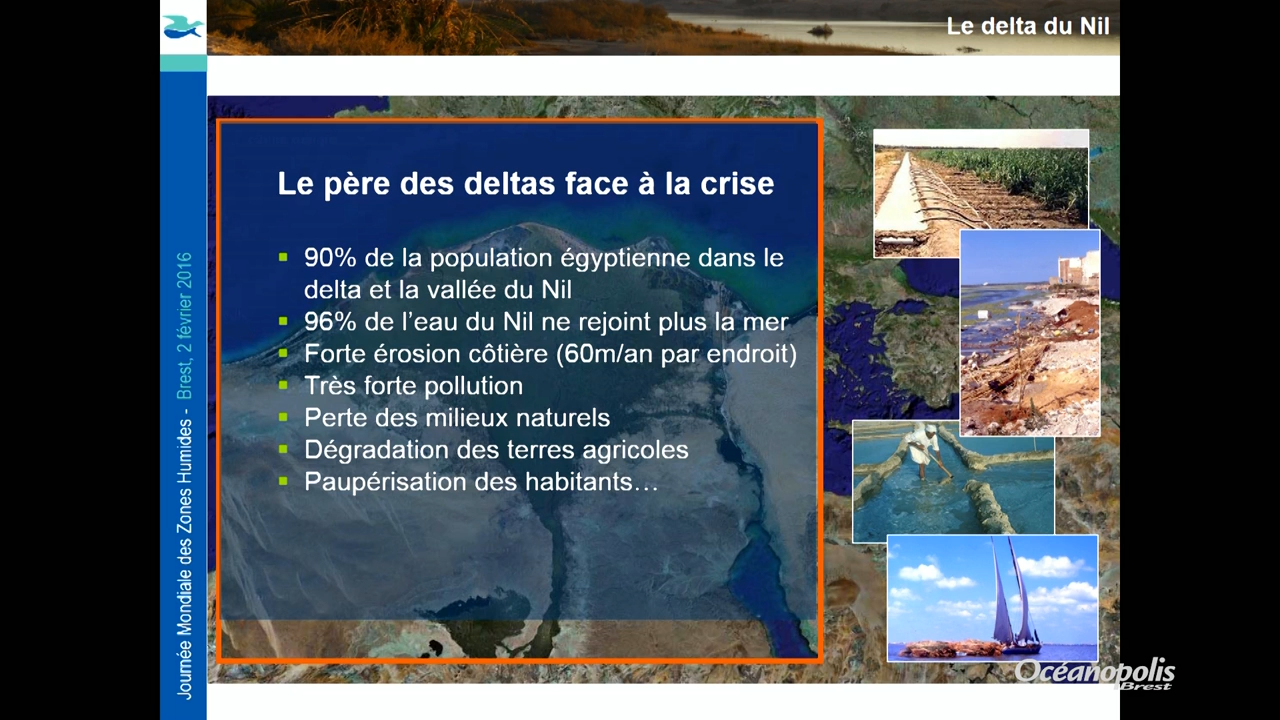 Le delta du Nil
Le père des deltas face à la crise
▪ 90% de la population égyptienne dans le
delta et la vallée du Nil
▪ 96% de l’eau du Nil ne rejoint plus la mer
▪ Forte érosion côtière (60m/an par endroit)
▪ Très forte pollution
▪ Perte des milieux naturels
▪ Dégradation des terres agricoles
▪ Paupérisation des habitants…
Journée Mondiale des Zones Humides - Brest, 2 février 2016
Océanopolis
Brest